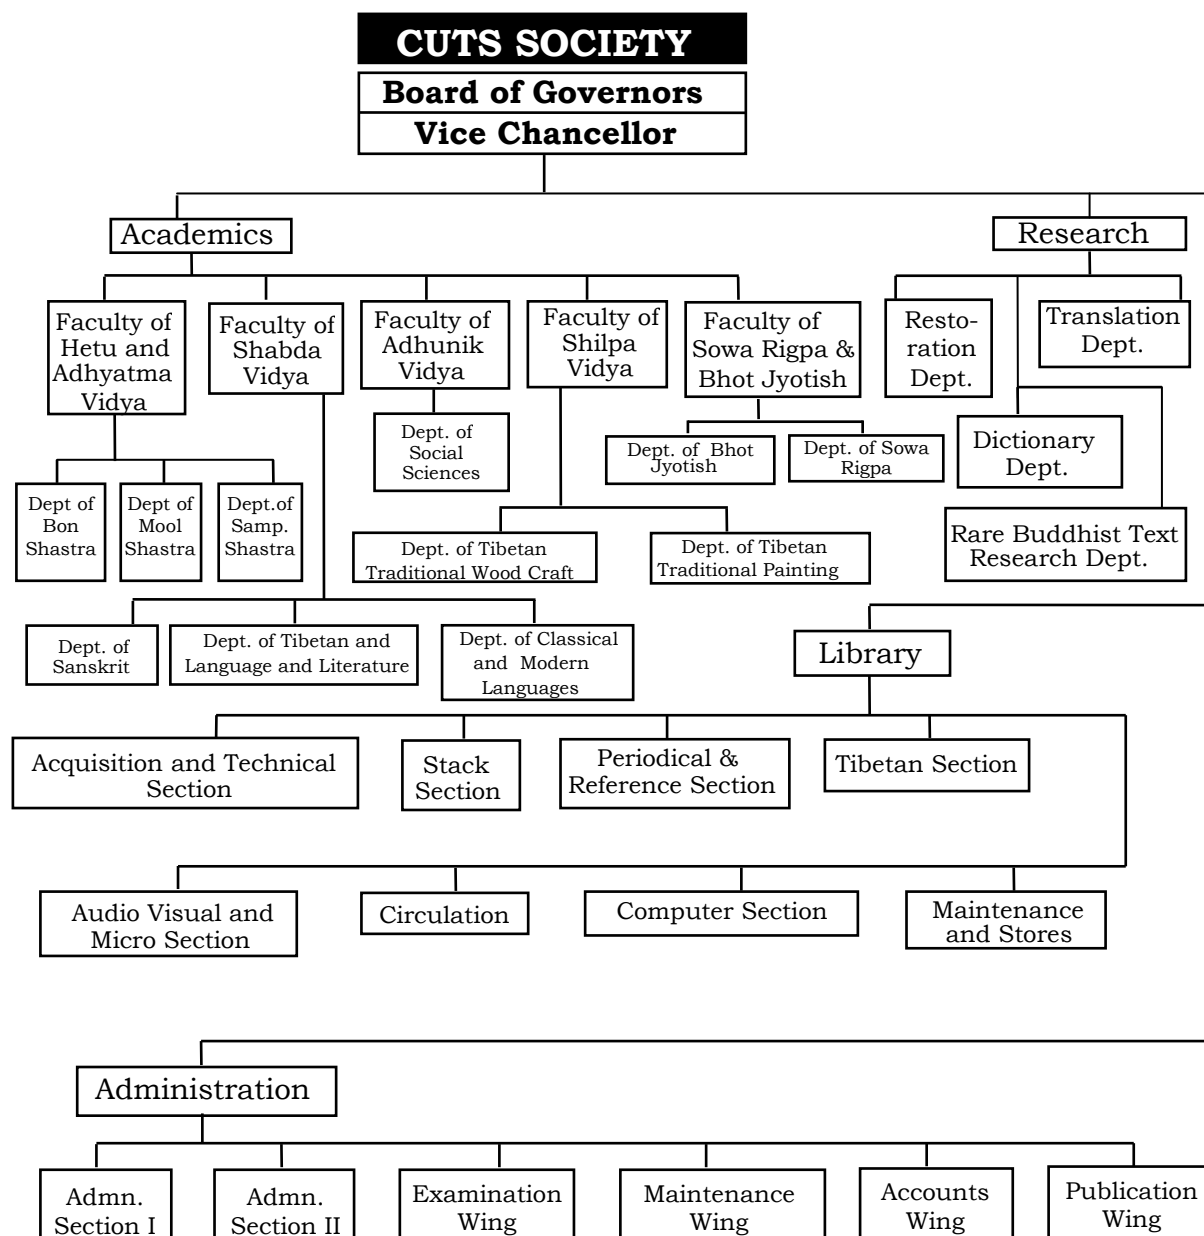 CUTS SOCIETY
Board of Governors
Vice Chancellor
Academics
Research
Faculty of
Hetu and
Adhyatma
Vidya
Faculty of
Shabda
Vidya
Faculty of
Adhunik
Vidya
Faculty of
Shilpa
Vidya
Faculty of
Sowa Rigpa &
Bhot Jyotish
Resto-
ration
Dept.
Translation
Dept.
Dept. of
Social
Sciences
Dept. of Bhot
Jyotish
Dept. of Sowa
Rigpa
Dictionary
Dept.
Dept of
Bon
Shastra
Dept of
Mool
Shastra
Dept.of
Samp.
Shastra
Dept. of Tibetan
Traditional Wood Craft
Dept. of Tibetan
Traditional Painting
Rare Buddhist Text
Research Dept.
Dept. of
Sanskrit
Dept. of Tibetan and
Language and Literature
Dept. of Classical
and Modern
Languages
Library
Acquisition and Technical
Section
Stack
Section
Periodical &
Reference Section
Tibetan Section
Audio Visual and
Micro Section
Circulation
Computer Section
Maintenance
and Stores
Administration
Admn.
Section I
Admn.
Section II
Examination
Wing
Maintenance
Wing
Accounts
Wing
Publication
Wing